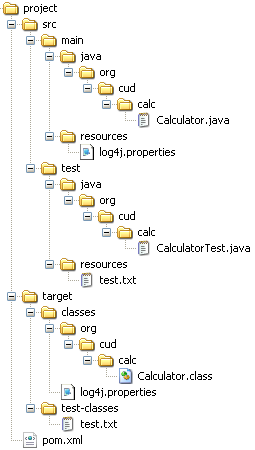 project
src
main
java
org
cud
calc
Calculator.java
resources
log4j.properties
test
java
org
cud
calc
CalculatorTest.java
resources
test.txt
target
classes
org
cud
calc
Calculator.class
log4j.properties
test-classes
test.txt
pom.xml